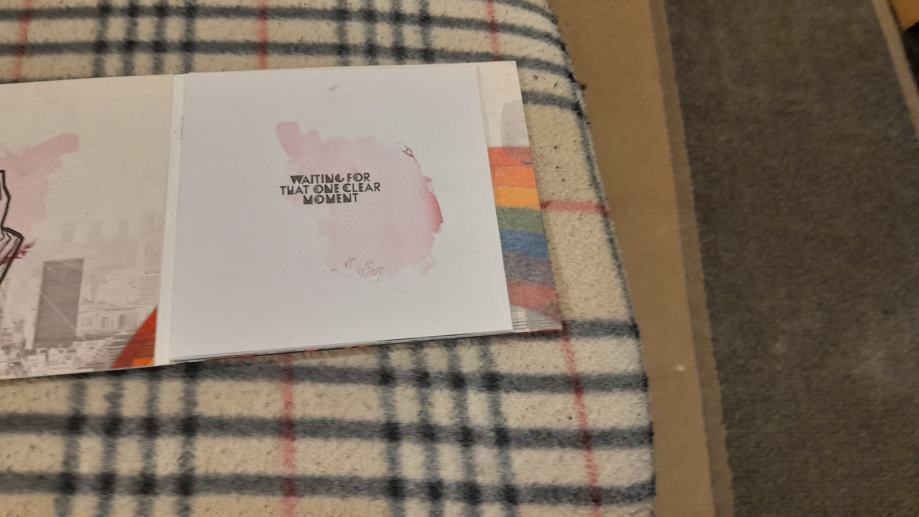 WAITING FOR
THAT ONE CLEAR
MOMENT